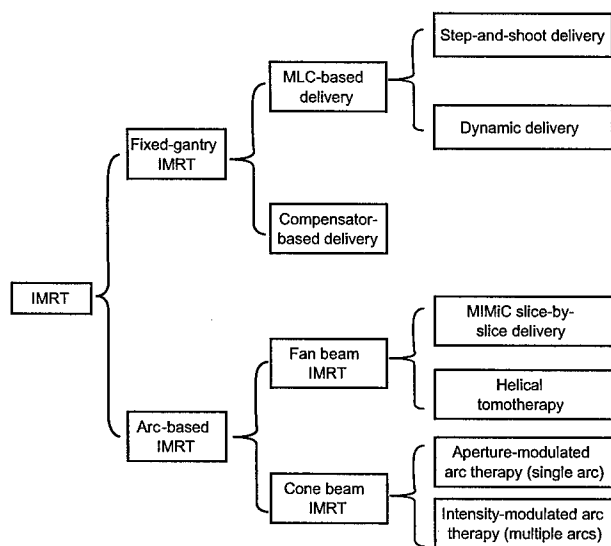 Step-and-shoot delivery
MLC-based
delivery
Dynamic delivery
Fixed-gantry
IMRT
Compensator-
based delivery
IMRT
MIMiC slice-by-
slice delivery
Fan beam
IMRT
Helical
tomotherapy
Arc-based
IMRT
Aperture-modulated
arc therapy (single arc)
Cone beam
IMRT
Intensity-modulated arc
therapy (multiple arcs)